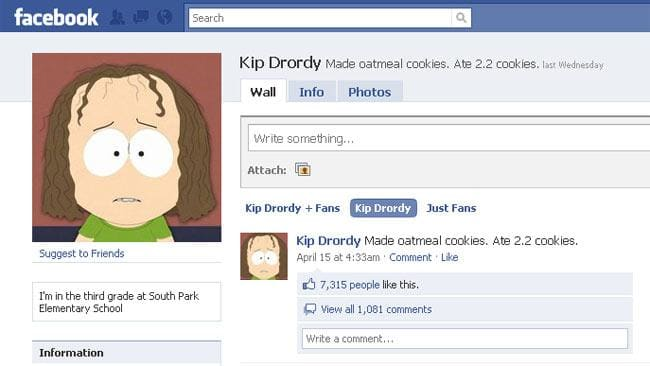 facebook
Search
Kip Drordy Made oatmeal cookies. Ate 2.2 cookies. last Wednesday
Wall Info Photos
Write something...
Attach:
Kip Drordy + Fans Kip Drordy Just Fans
Kip Drordy Made oatmeal cookies. Ate 2.2 cookies.
April 15 at 4:33am · Comment · Like
7,315 people like this.
View all 1,081 comments
Write a comment...
Suggest to Friends
I'm in the third grade at South Park
Elementary School
Information